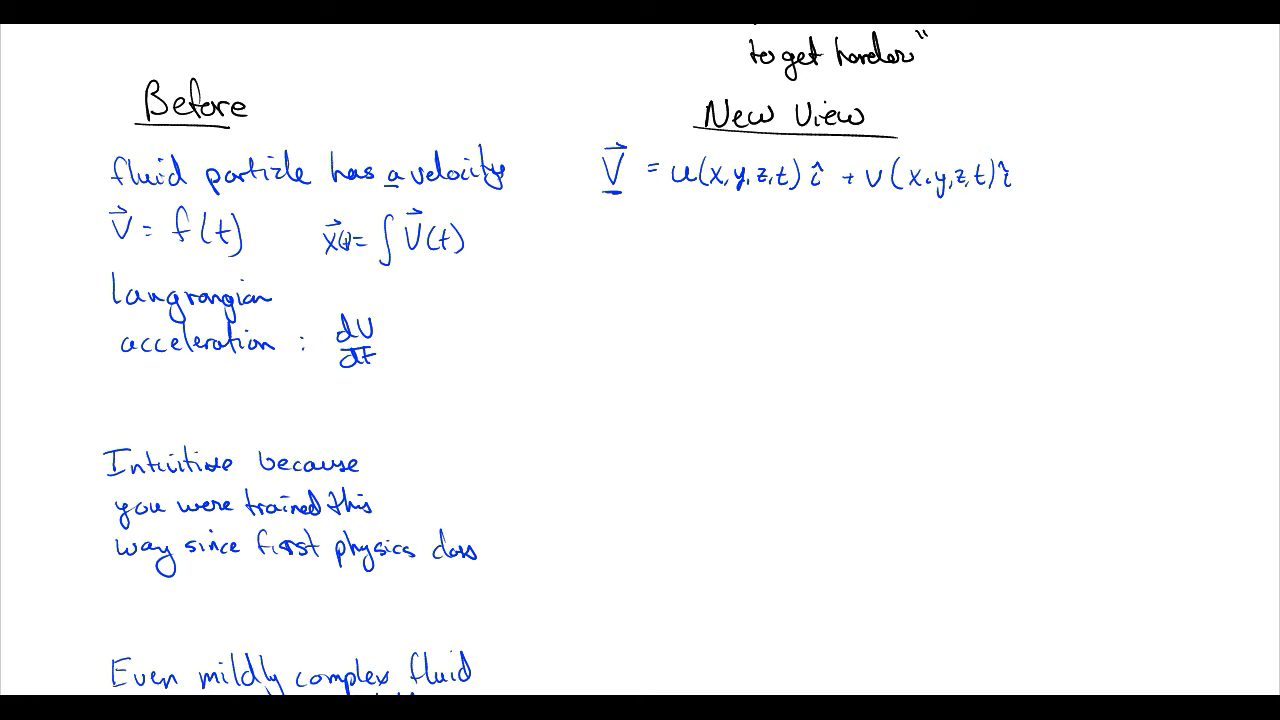 to get harder"
Before
New View
fluid particle has a velocity
V⃗ = f(t) x⃗(t)= ∫ V⃗(t)
Langrangian
acceleration : dV/dt
Intuitive because
you were trained this
way since first physics class
Even mildly complex fluid
V⃗ = u(x,y,z,t) î + v(x,y,z,t) î